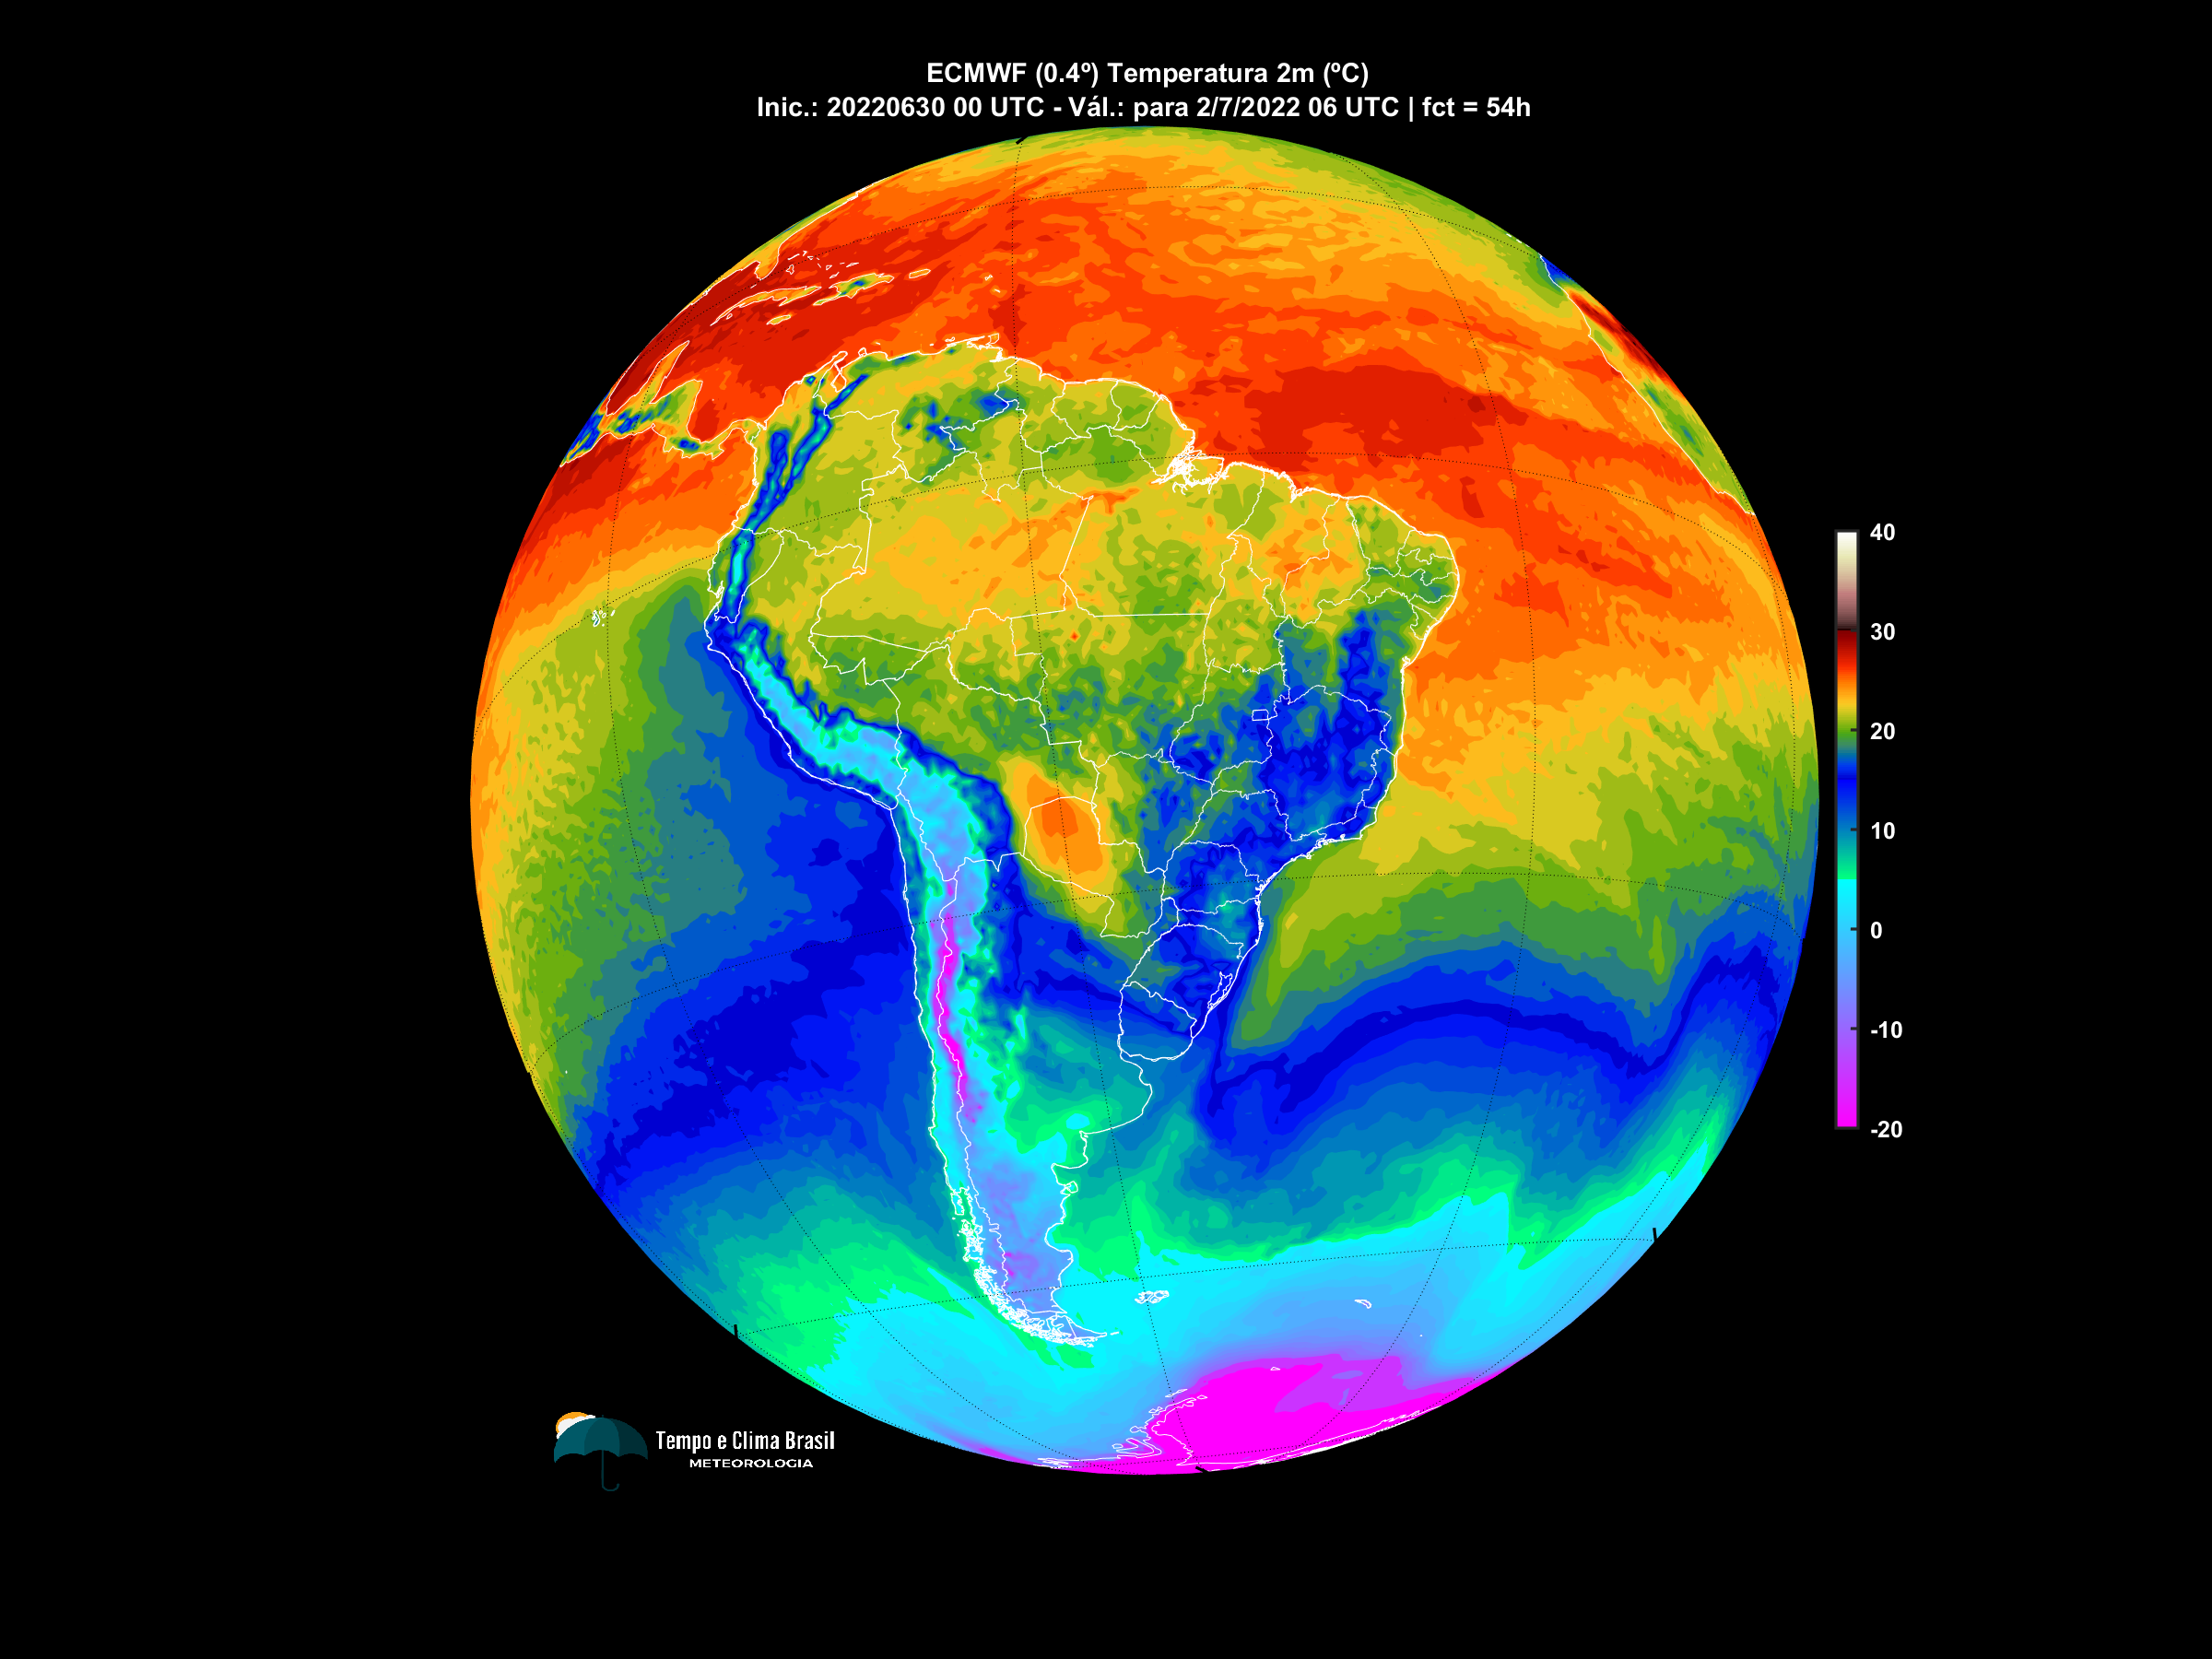 ECMWF (0.4º) Temperatura 2m (ºC)
Inic.: 20220630 00 UTC - Vál.: para 2/7/2022 06 UTC | fct = 54h
40
30
20
10
0
-10
-20
Tempo e Clima Brasil
METEOROLOGIA